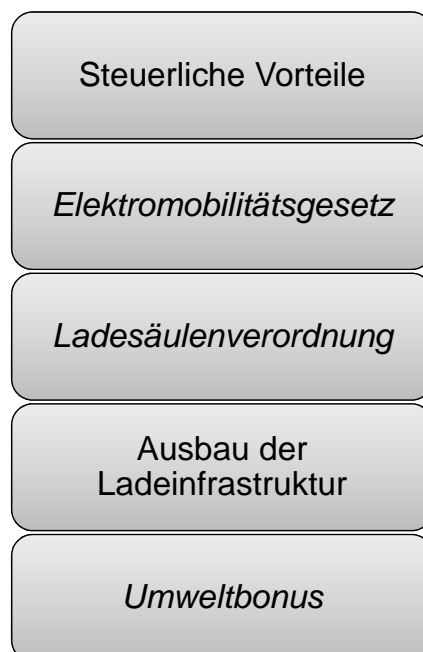 Steuerliche Vorteile
Elektromobilitätsgesetz
Ladesäulenverordnung
Ausbau der
Ladeinfrastruktur
Umweltbonus